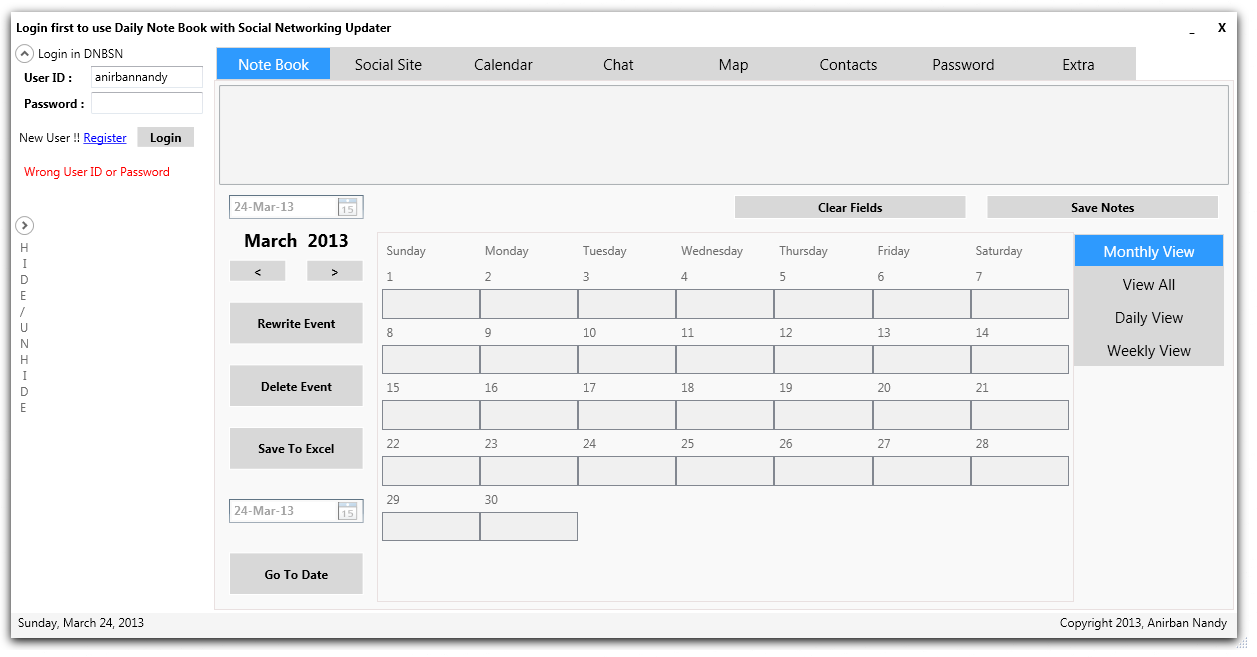 Login first to use Daily Note Book with Social Networking Updater
_ X
Login in DNBSN
User ID : anirbannandy
Password :
New User !! Register Login
Wrong User ID or Password
H
I
D
E
/
U
N
H
I
D
E
Note Book Social Site Calendar Chat Map Contacts Password Extra
24-Mar-13 15
Clear Fields Save Notes
March 2013
< >
Rewrite Event
Delete Event
Save To Excel
24-Mar-13 15
Go To Date
Sunday Monday Tuesday Wednesday Thursday Friday Saturday
1 2 3 4 5 6 7
8 9 10 11 12 13 14
15 16 17 18 19 20 21
22 23 24 25 26 27 28
29 30
Monthly View
View All
Daily View
Weekly View
Sunday, March 24, 2013
Copyright 2013, Anirban Nandy